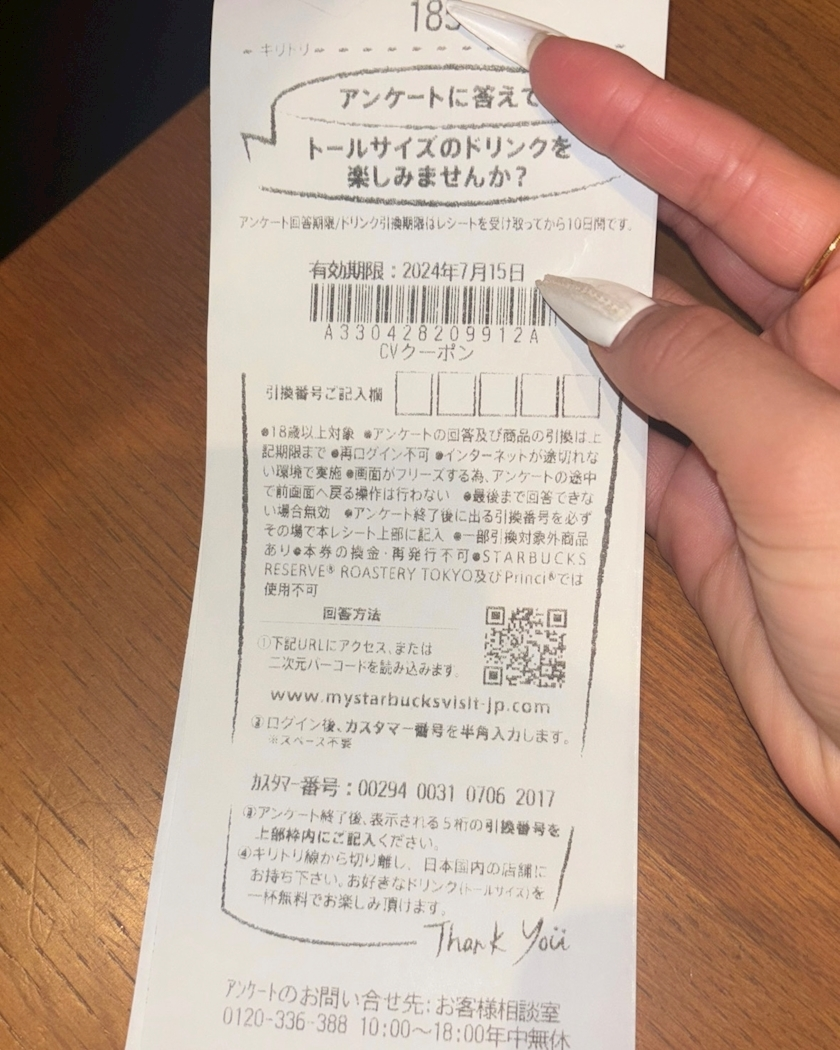 185
キリトリ
アンケートに答えて
トールサイズのドリンクを
楽しみませんか?
アンケート回答期限/ドリンク引換期限はレシートを受け取ってから10日間です。
有効期限：2024年7月15日
A330428209912A
CVクーポン
引換番号ご記入欄
●18歳以上対象 ●アンケートの回答及び商品の引換は上
記期限まで ●再ログイン不可 ●インターネットが途切れな
い環境で実施 ●画面がフリーズする為、アンケートの途中
で前画面へ戻る操作は行わない ●最後まで回答できな
い場合無効 ●アンケート終了後に出る引換番号を必ず
その場で本レシート上部に記入 ●一部引換対象外商品
あり●本券の換金・再発行不可●STARBUCKS
RESERVE® ROASTERY TOKYO及びPrinci®では
使用不可
回答方法
①下記URLにアクセス、または
二次元バーコードを読み込みます。
www.mystarbucksvisit-jp.com
②ログイン後、カスタマー番号を半角入力します。
※スペース不要
カスタマー番号：00294 0031 0706 2017
③アンケート終了後、表示される5桁の引換番号を
上部枠内にご記入ください。
④キリトリ線から切り離し、日本国内の店舗に
お持ち下さい。お好きなドリンク(トールサイズ)を
一杯無料でお楽しみ頂けます。
Thank You
アンケートのお問い合せ先：お客様相談室
0120-336-388 10:00～18:00年中無休